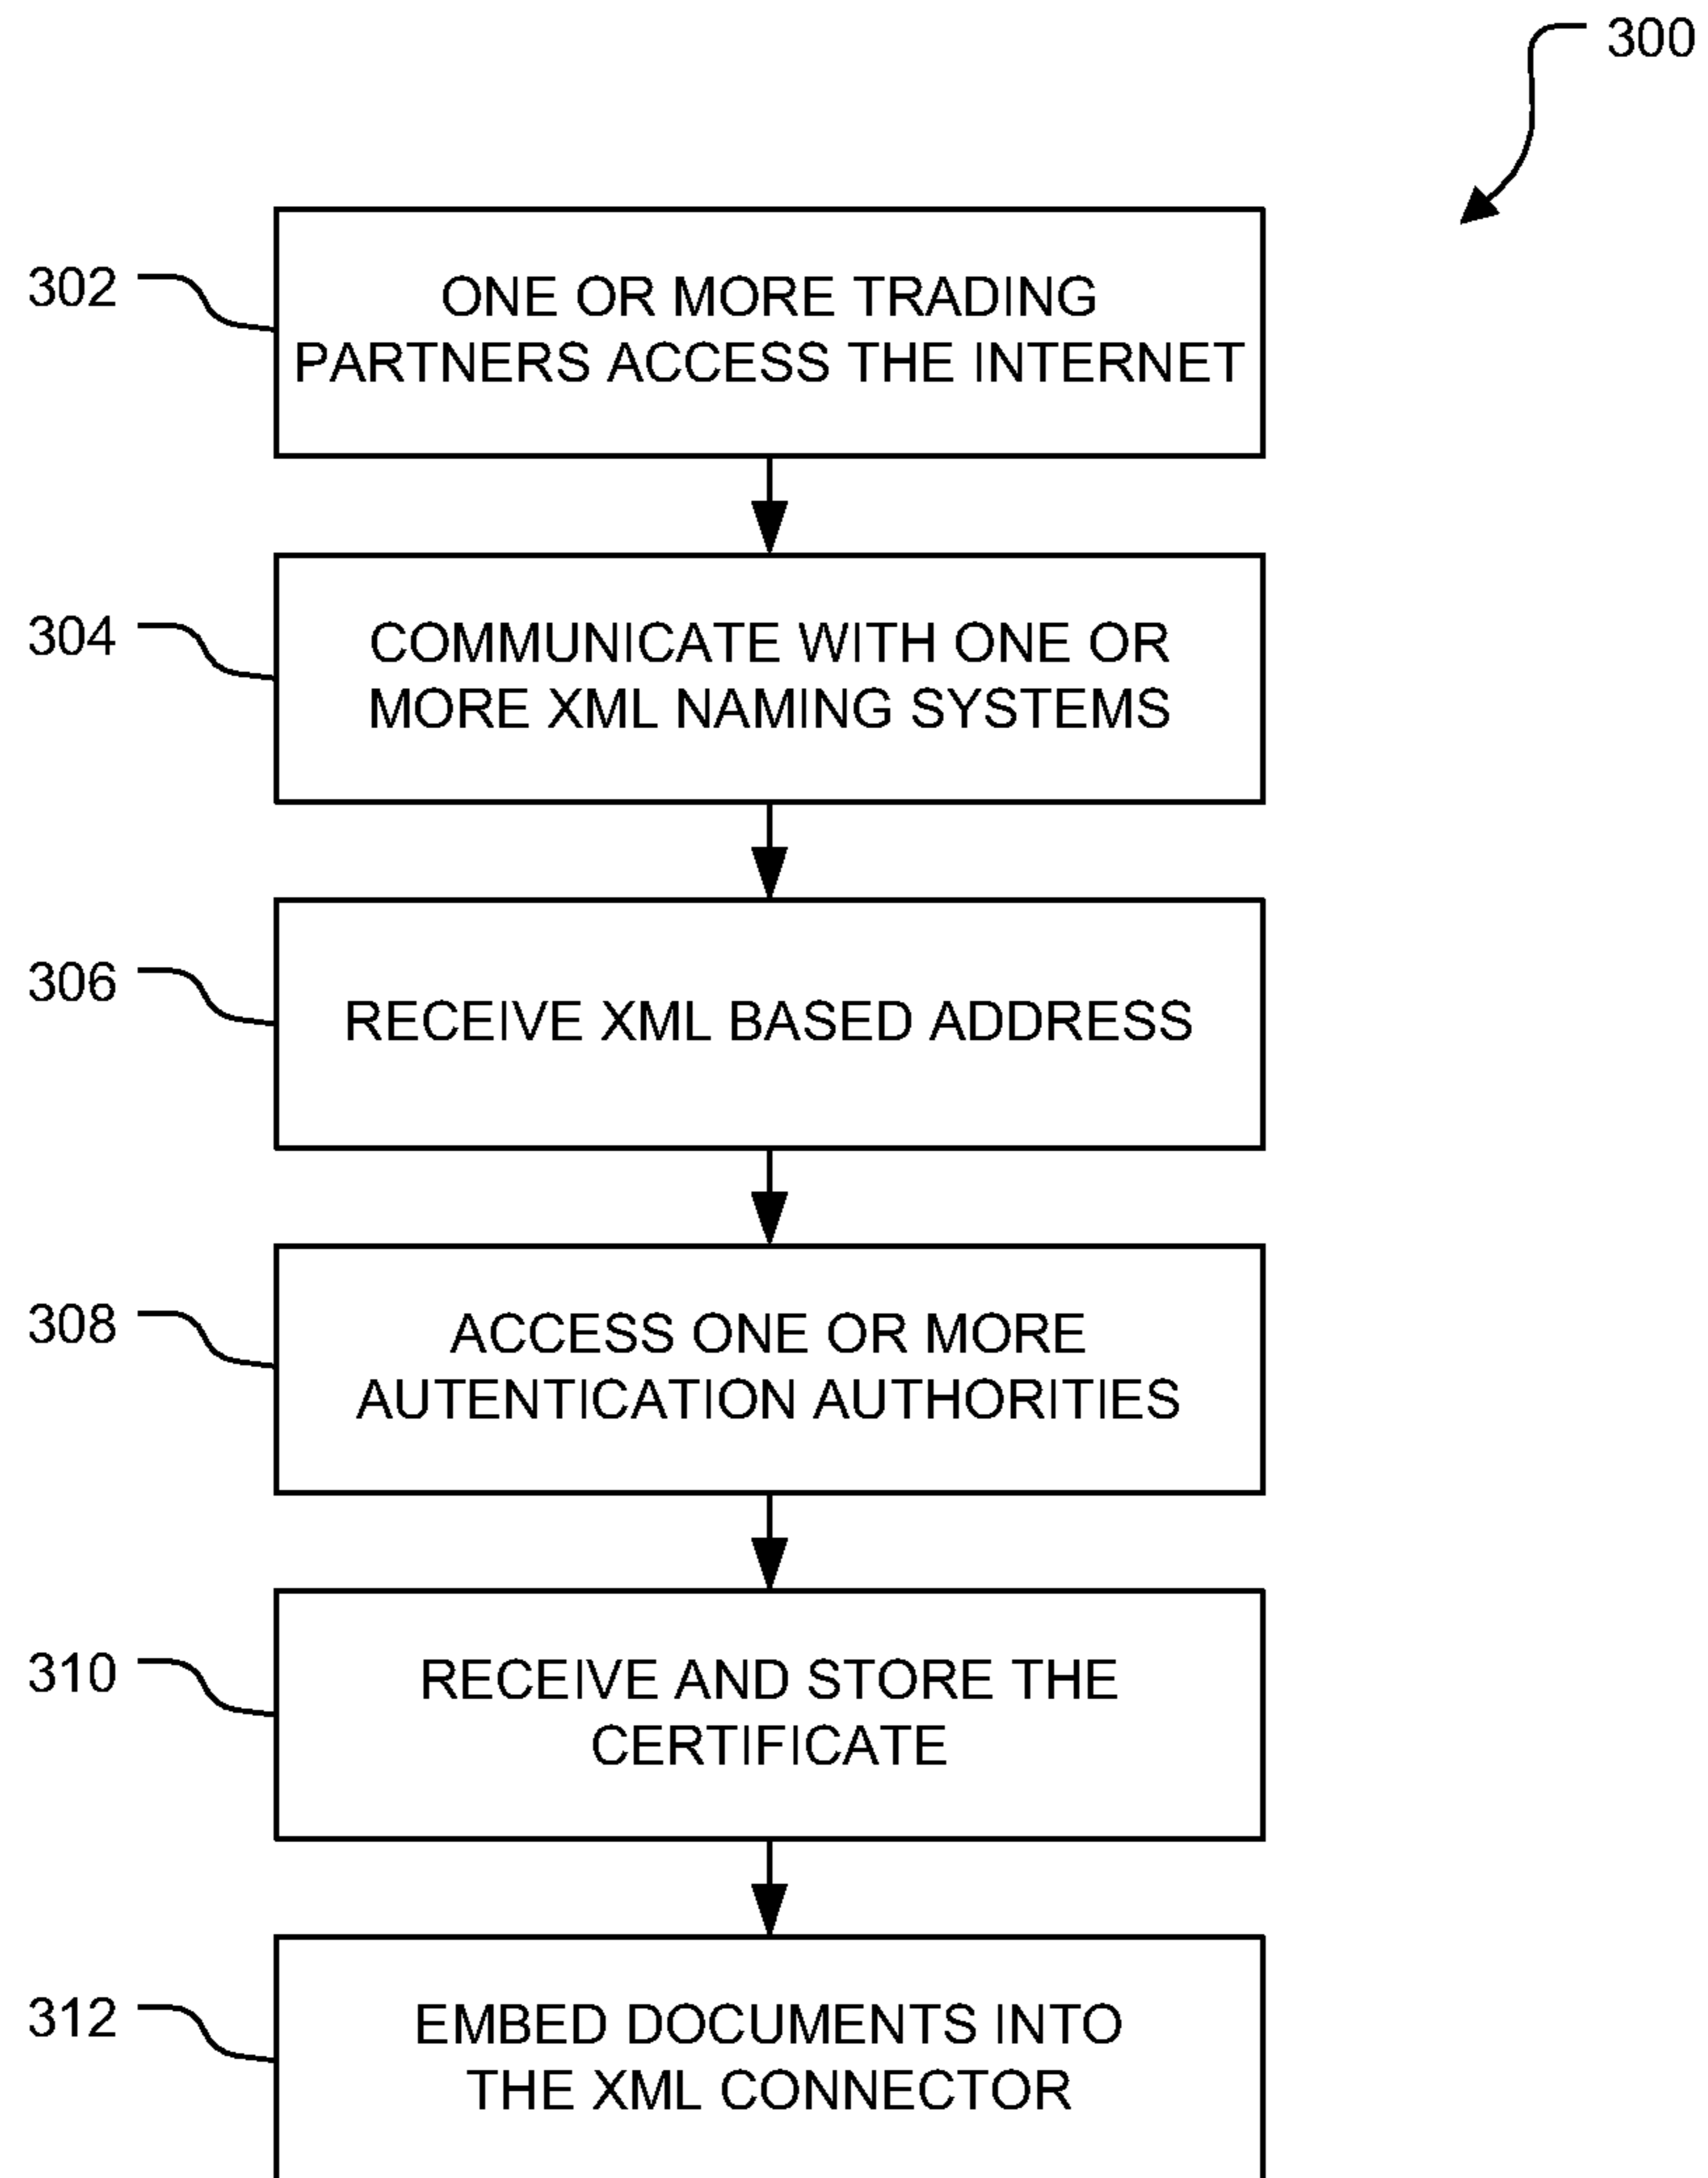 300
302
ONE OR MORE TRADING
PARTNERS ACCESS THE INTERNET
304
COMMUNICATE WITH ONE OR
MORE XML NAMING SYSTEMS
306
RECEIVE XML BASED ADDRESS
308
ACCESS ONE OR MORE
AUTENTICATION AUTHORITIES
310
RECEIVE AND STORE THE
CERTIFICATE
312
EMBED DOCUMENTS INTO
THE XML CONNECTOR